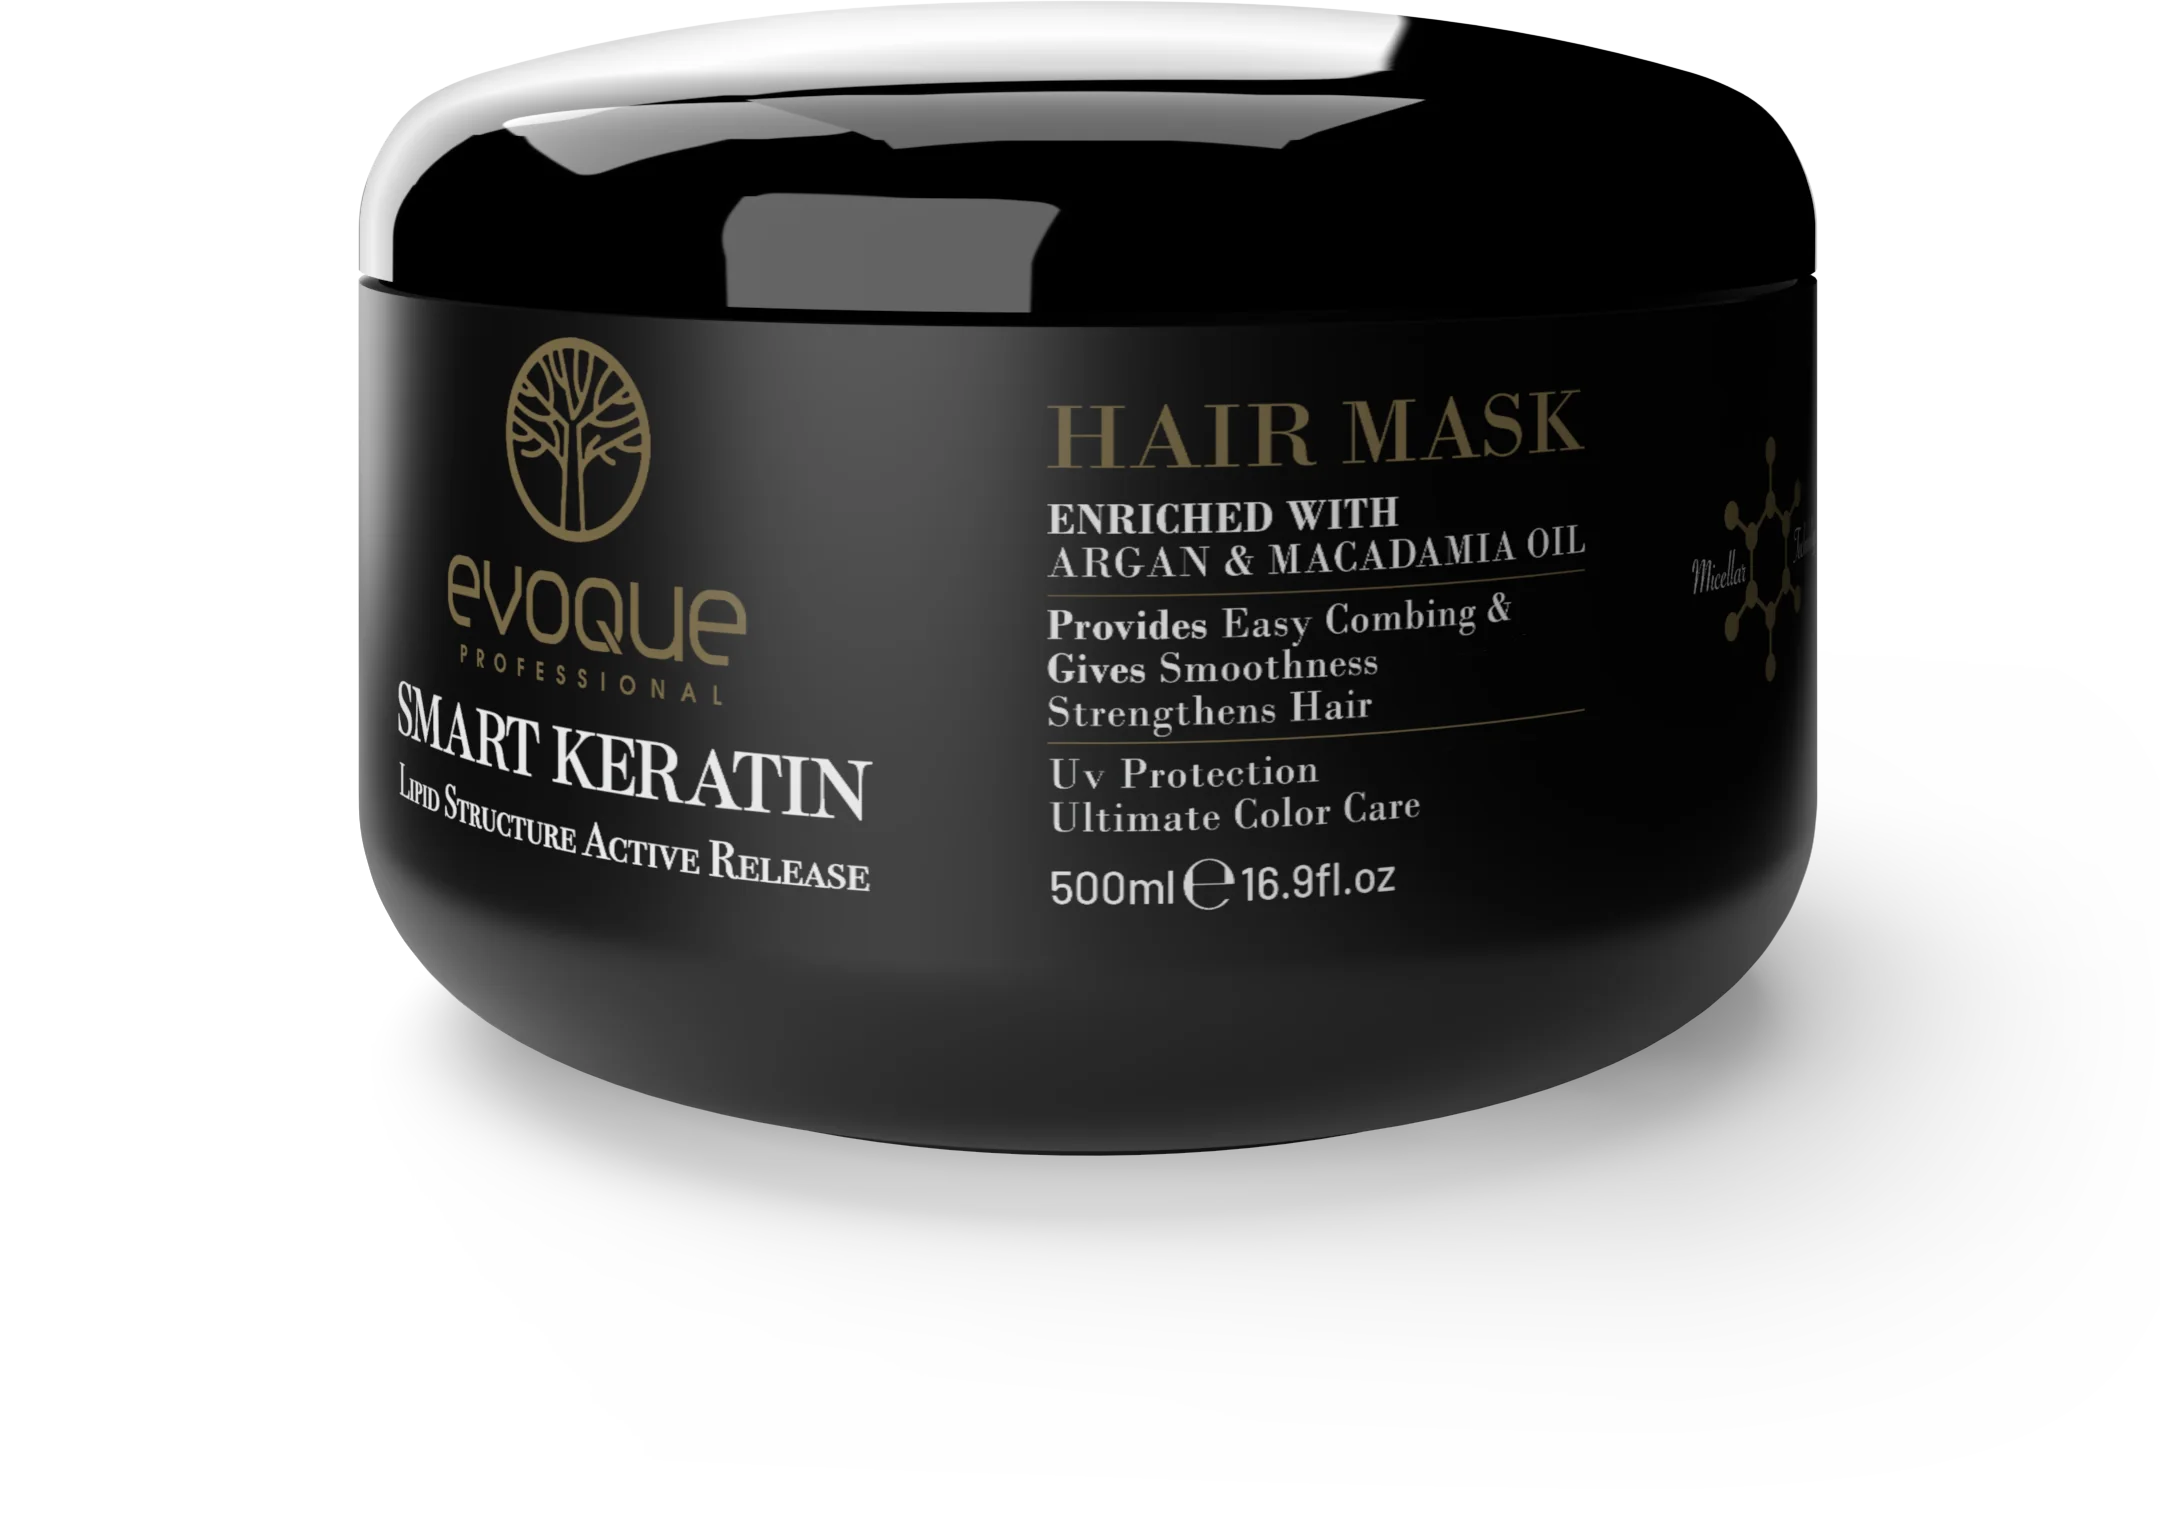 evoque
PROFESSIONAL
SMART KERATIN
LIPID STRUCTURE ACTIVE RELEASE
HAIR MASK
ENRICHED WITH
ARGAN & MACADAMIA OIL
Provides Easy Combing &
Gives Smoothness
Strengthens Hair
Uv Protection
Ultimate Color Care
500ml e 16.9fl.oz
Micellar